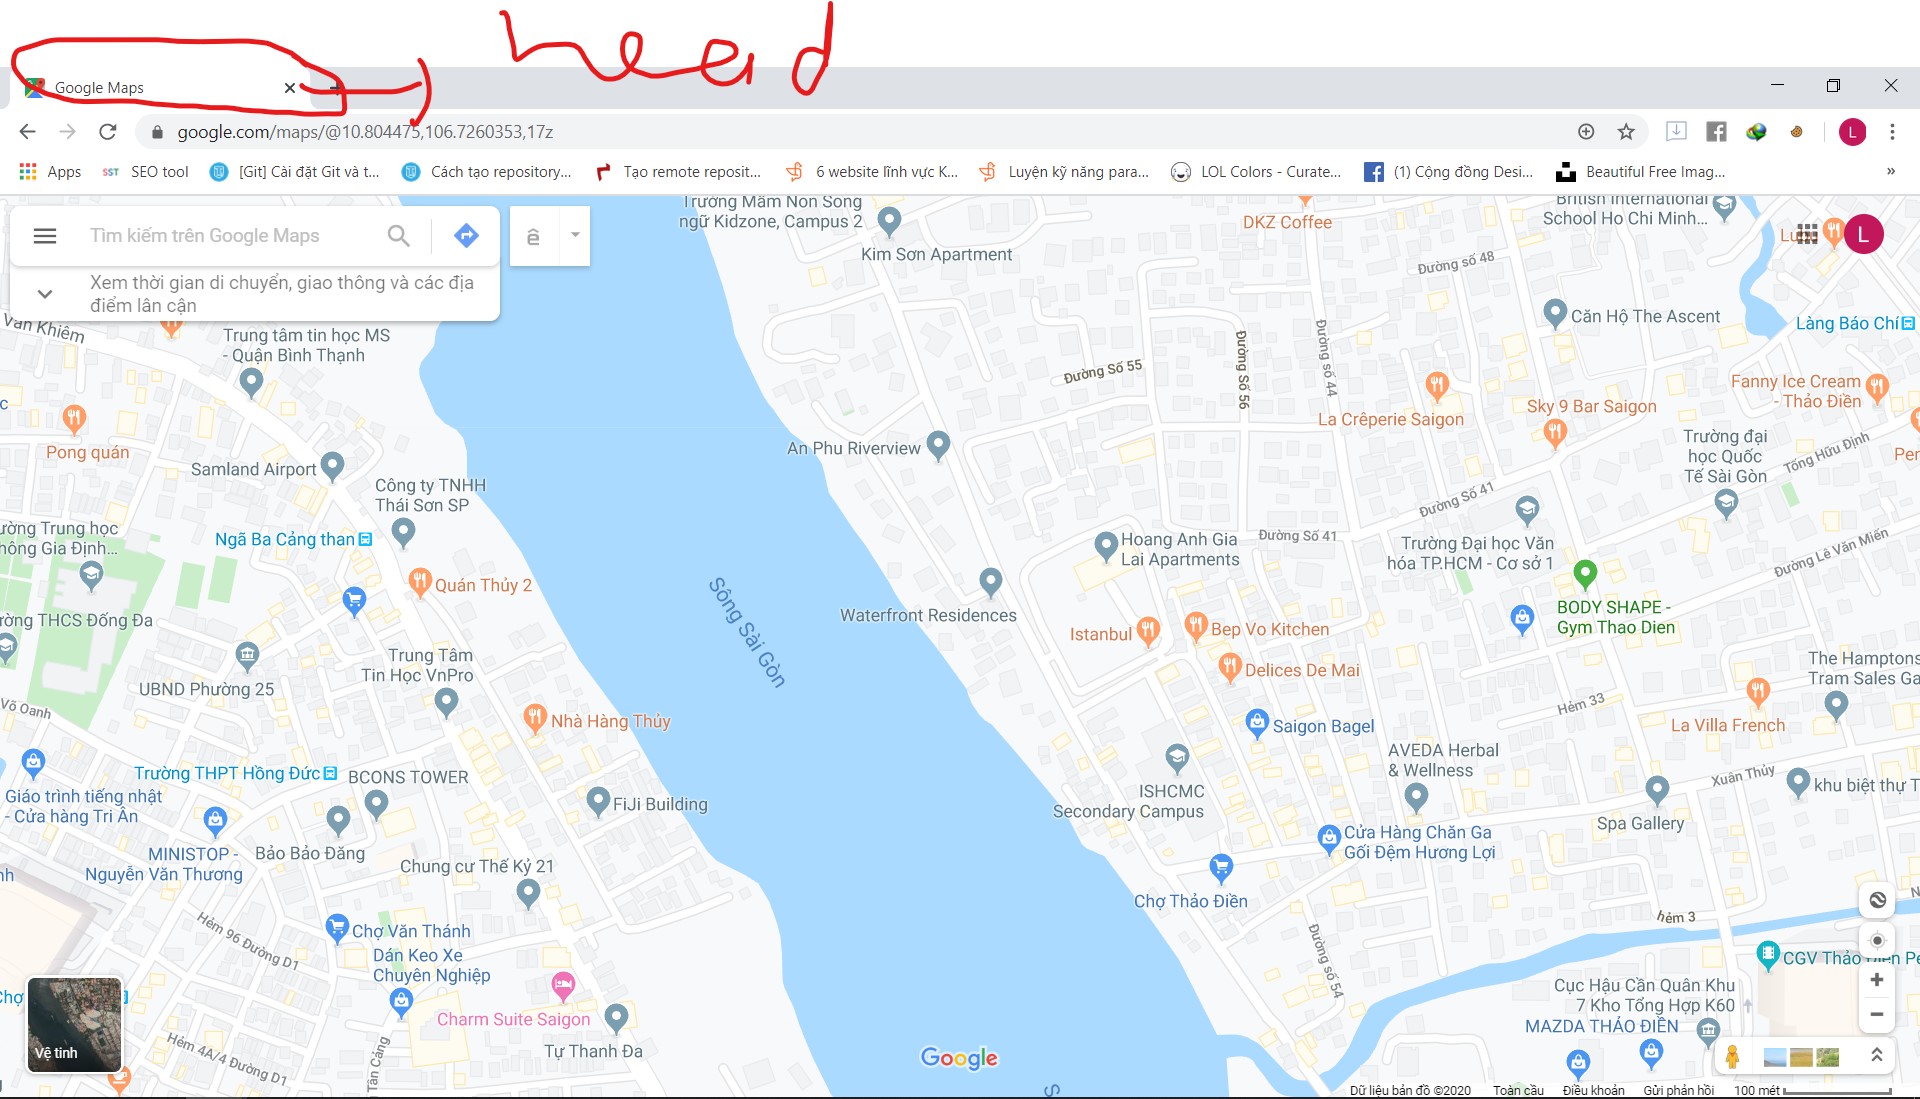 head
Google Maps
google.com/maps/@10.804475,106.7260353,17z
L
Apps
SST SEO tool
[Git] Cài đặt Git và t...
Cách tạo repository...
Tạo remote reposit...
6 website lĩnh vực K...
Luyện kỹ năng para...
LOL Colors - Curate...
(1) Cộng đồng Desi...
Beautiful Free Imag...
»
Tìm kiếm trên Google Maps
ê
Xem thời gian di chuyển, giao thông và các địa
điểm lân cận
Trường Mầm Non Song
ngữ Kidzone, Campus 2
Kim Sơn Apartment
DKZ Coffee
British International
School Ho Chi Minh...
L
Đường số 48
Văn Khiêm
Trung tâm tin học MS
- Quận Bình Thạnh
Căn Hộ The Ascent
Làng Báo Chí
Đường Số 55
Đường Số 56
Đường số 44
Fanny Ice Cream
- Thảo Điền
La Crêperie Saigon
Sky 9 Bar Saigon
Pong quán
An Phu Riverview
Trường đại
học Quốc
Tế Sài Gòn
Tống Hữu Định
Per
Samland Airport
Công ty TNHH
Thái Sơn SP
Đường Số 41
ường Trung học
hông Gia Định...
Ngã Ba Cảng than
Hoang Anh Gia
Lai Apartments
Đường Số 41
Trường Đại học Văn
hóa TP.HCM - Cơ sở 1
Đường Lê Văn Miến
Quán Thủy 2
Waterfront Residences
BODY SHAPE -
Gym Thao Dien
ường THCS Đống Đa
Sông Sài Gòn
Istanbul
Bep Vo Kitchen
Trung Tâm
Tin Học VnPro
Delices De Mai
The Hamptons
Tram Sales Ga
UBND Phường 25
Võ Oanh
Nhà Hàng Thủy
Hẻm 33
La Villa French
Saigon Bagel
AVEDA Herbal
& Wellness
Trường THPT Hồng Đức
BCONS TOWER
Xuân Thủy
khu biệt thự T
Giáo trình tiếng nhật
- Cửa hàng Tri Ân
FiJi Building
ISHCMC
Secondary Campus
Spa Gallery
Cửa Hàng Chăn Ga
Gối Đệm Hương Lợi
MINISTOP -
Nguyễn Văn Thương
Bảo Bảo Đăng
Chung cư Thế Kỷ 21
nh
Chợ Thảo Điền
hẻm 3
Hẻm 96 Đường D1
Chợ Văn Thánh
Dán Keo Xe
Chuyên Nghiệp
Đường số 54
CGV Thảo Điền Pe
Chợ
Cục Hậu Cần Quân Khu
7 Kho Tổng Hợp K60
MAZDA THẢO ĐIỀN
Charm Suite Saigon
Tự Thanh Đa
Hẻm 4A/4 Đường D1
Tân Cảng
Vệ tinh
Google
S
Dữ liệu bản đồ ©2020
Toàn cầu
Điều khoản
Gửi phản hồi
100 mét